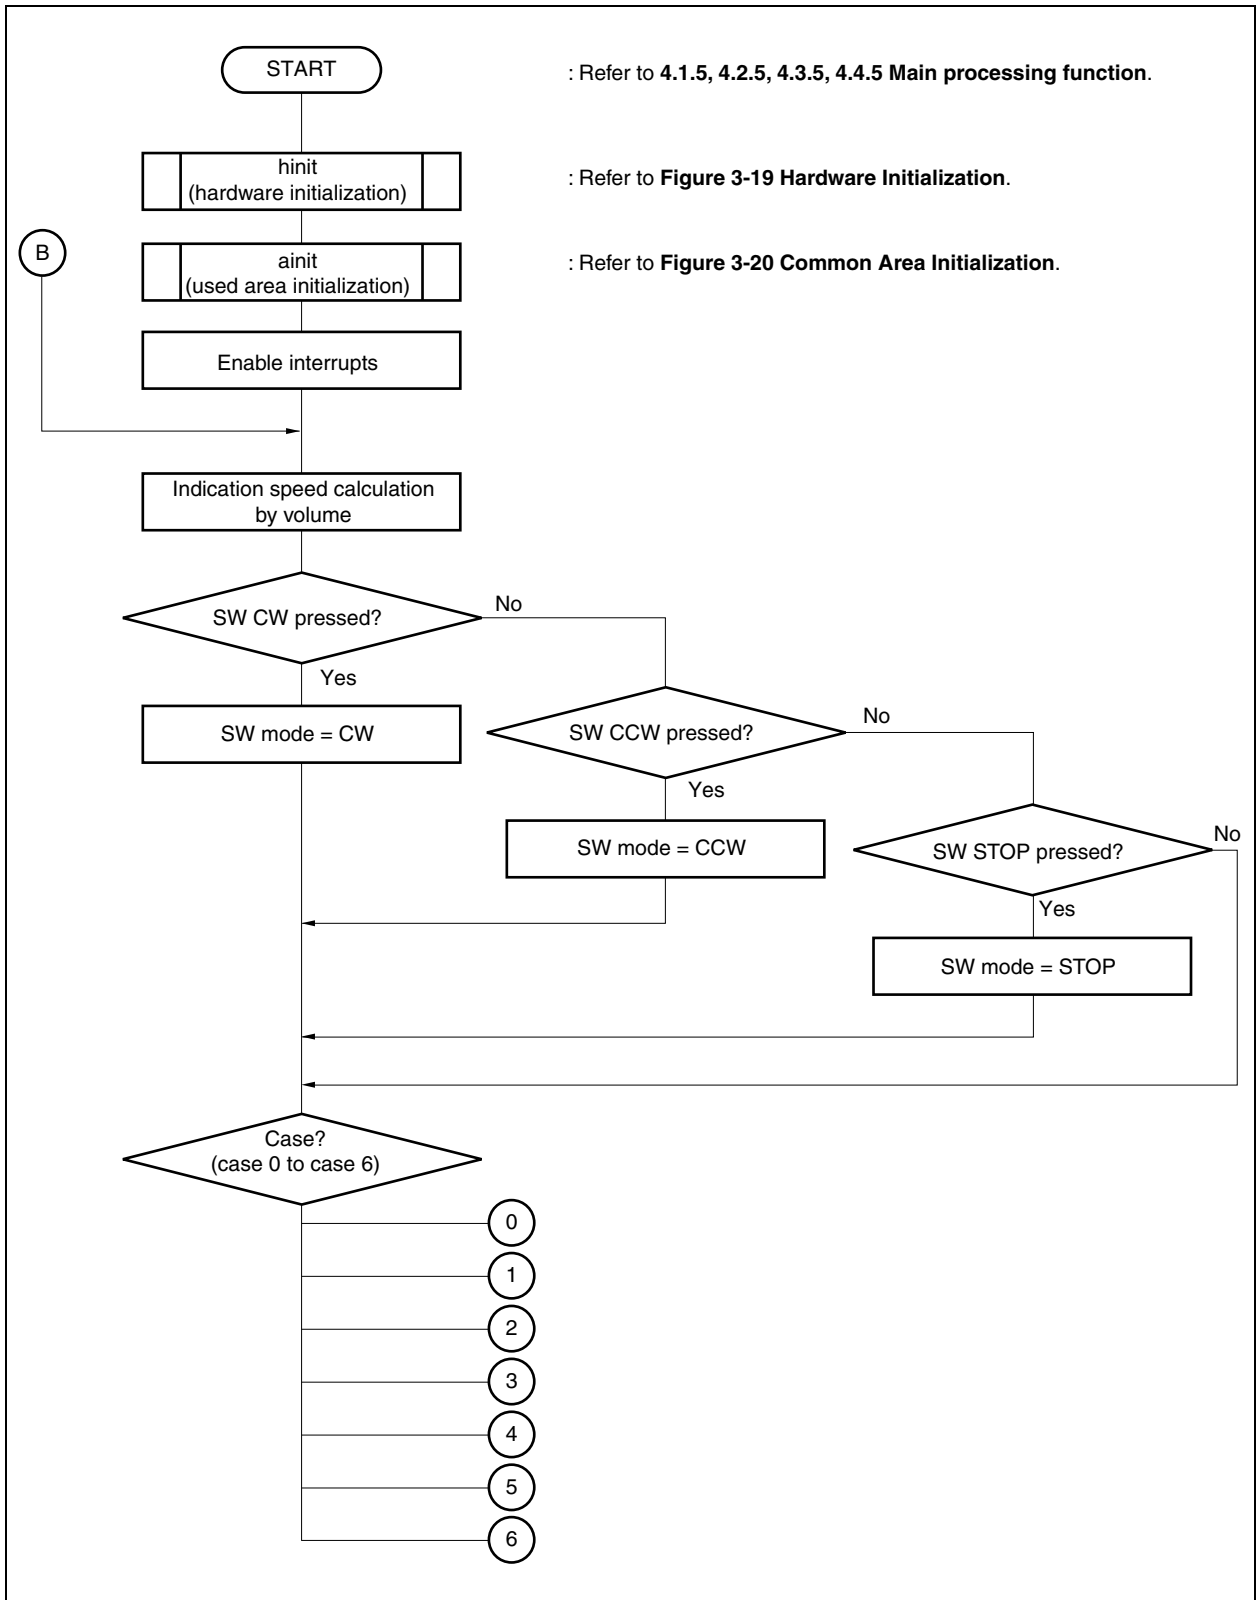 START
: Refer to 4.1.5, 4.2.5, 4.3.5, 4.4.5 Main processing function.
hinit
(hardware initialization)
: Refer to Figure 3-19 Hardware Initialization.
B
ainit
(used area initialization)
: Refer to Figure 3-20 Common Area Initialization.
Enable interrupts
Indication speed calculation
by volume
SW CW pressed?
No
Yes
SW mode = CW
SW CCW pressed?
No
Yes
SW mode = CCW
SW STOP pressed?
No
Yes
SW mode = STOP
Case?
(case 0 to case 6)
0
1
2
3
4
5
6